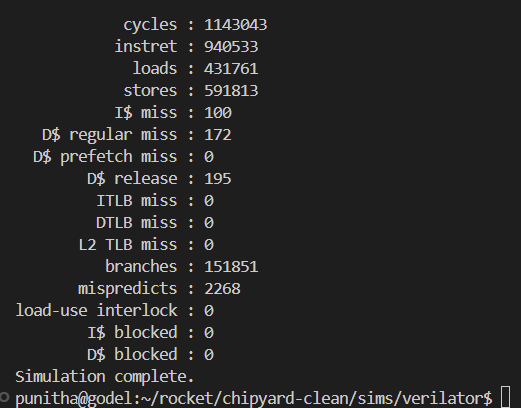 cycles : 1143043
instret : 940533
loads : 431761
stores : 591813
I$ miss : 100
D$ regular miss : 172
D$ prefetch miss : 0
D$ release : 195
ITLB miss : 0
DTLB miss : 0
L2 TLB miss : 0
branches : 151851
mispredicts : 2268
load-use interlock : 0
I$ blocked : 0
D$ blocked : 0
Simulation complete.
punitha@godel:~/rocket/chipyard-clean/sims/verilator$